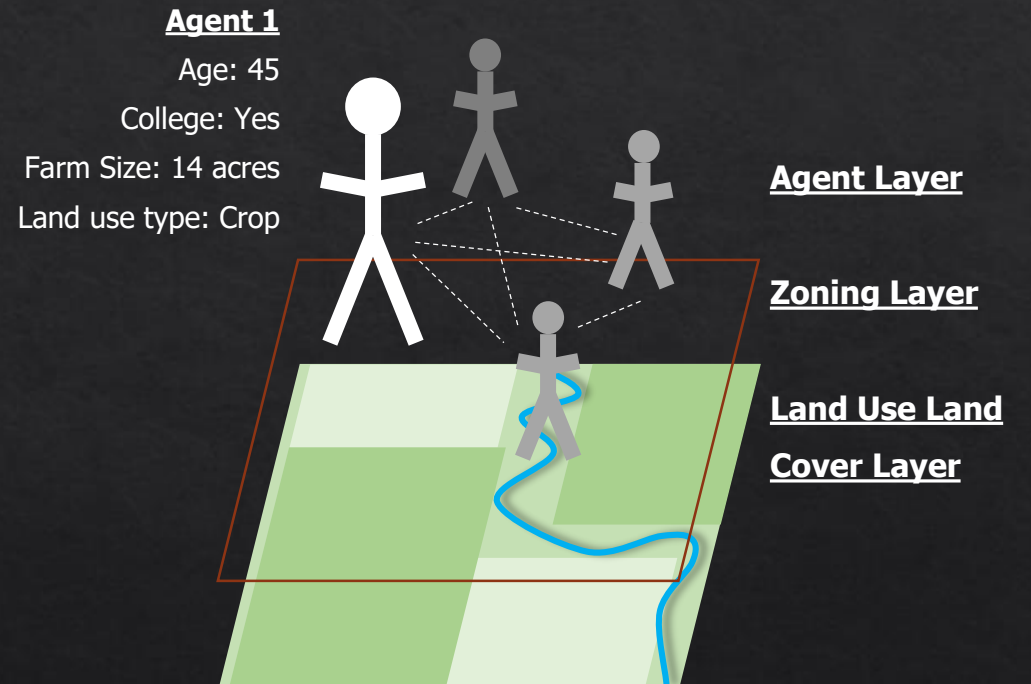 Agent 1
Age: 45
College: Yes
Farm Size: 14 acres
Land use type: Crop
Agent Layer
Zoning Layer
Land Use Land
Cover Layer